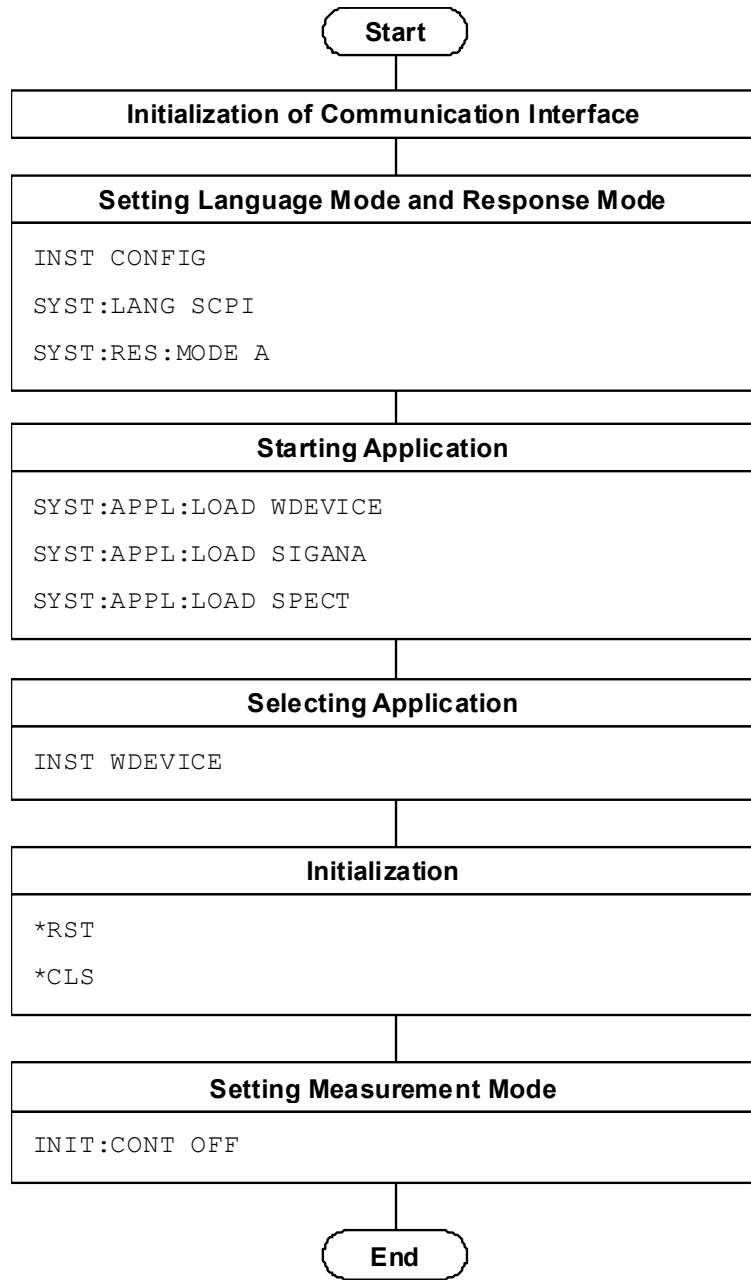 Start
Initialization of Communication Interface
Setting Language Mode and Response Mode
INST CONFIG
SYST:LANG SCPI
SYST:RES:MODE A
Starting Application
SYST:APPL:LOAD WDEVICE
SYST:APPL:LOAD SIGANA
SYST:APPL:LOAD SPECT
Selecting Application
INST WDEVICE
Initialization
*RST
*CLS
Setting Measurement Mode
INIT:CONT OFF
End